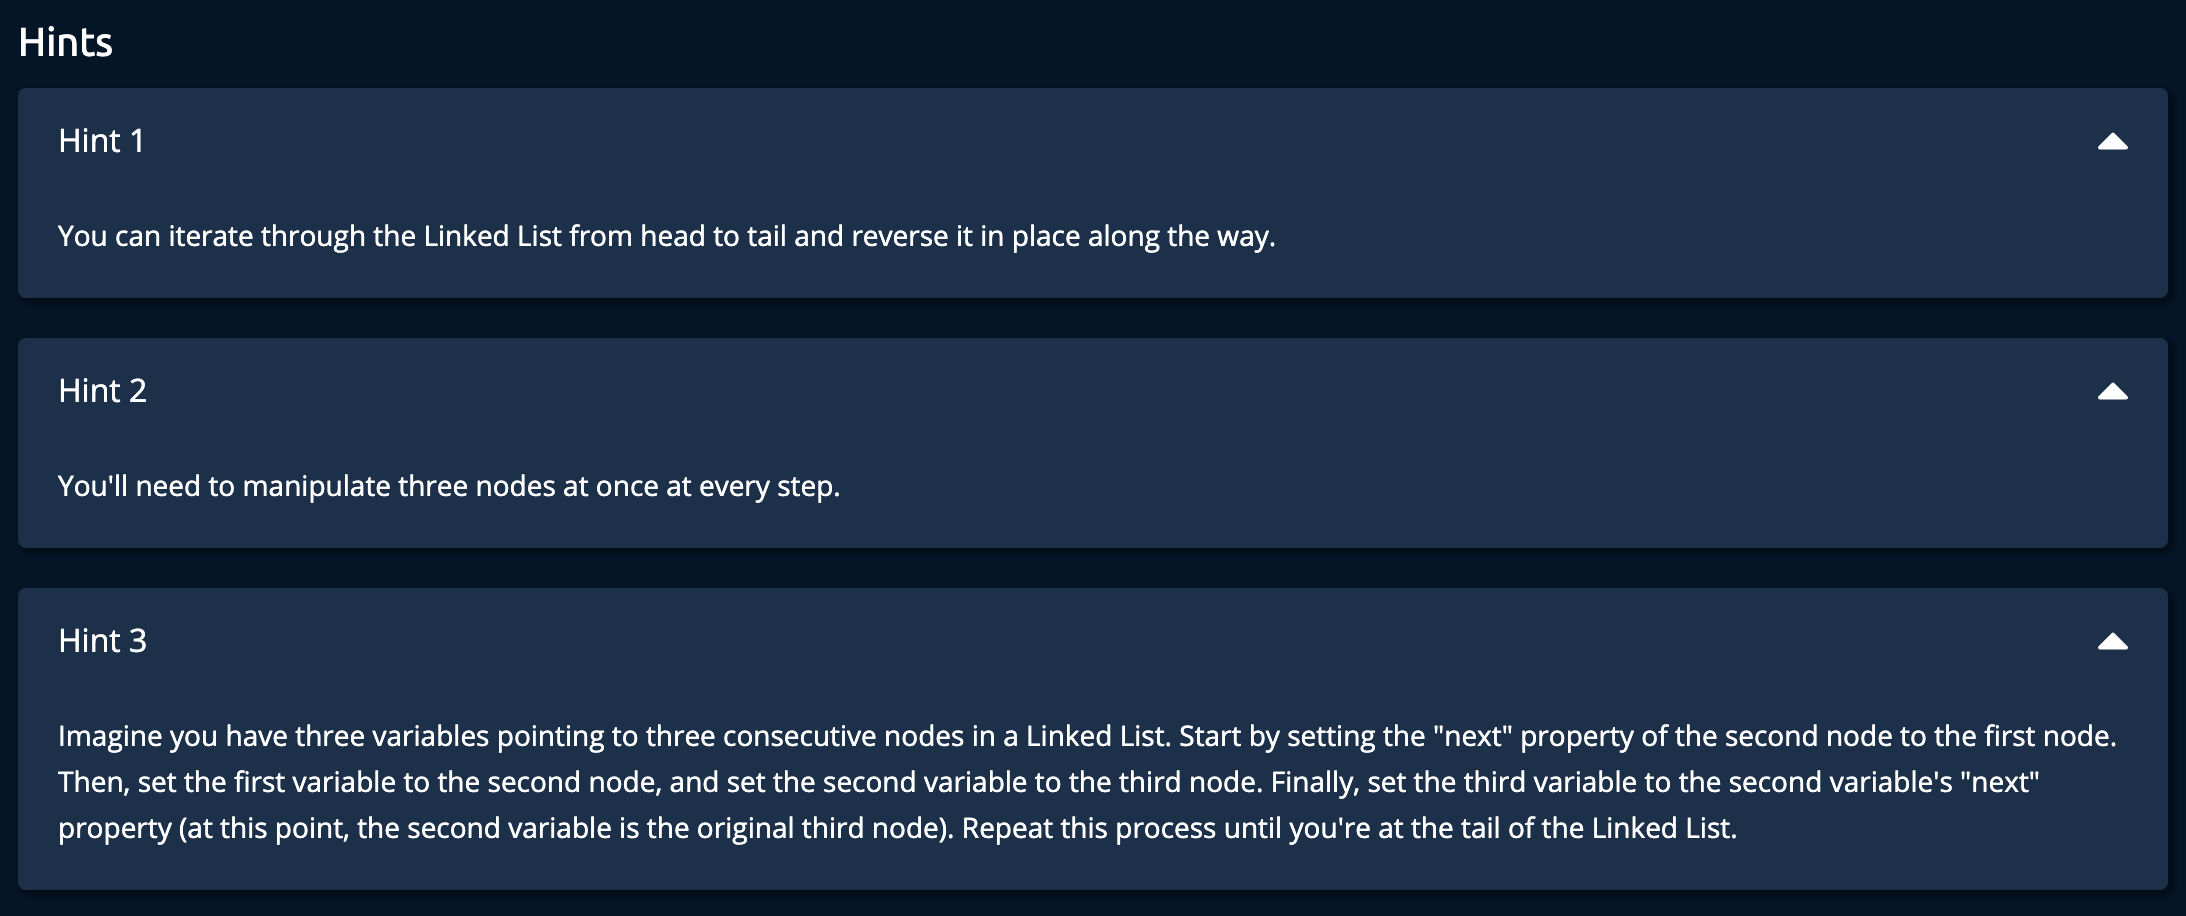 Hints
Hint 1
You can iterate through the Linked List from head to tail and reverse it in place along the way.
Hint 2
You'll need to manipulate three nodes at once at every step.
Hint 3
Imagine you have three variables pointing to three consecutive nodes in a Linked List. Start by setting the "next" property of the second node to the first node.
Then, set the first variable to the second node, and set the second variable to the third node. Finally, set the third variable to the second variable's "next"
property (at this point, the second variable is the original third node). Repeat this process until you're at the tail of the Linked List.